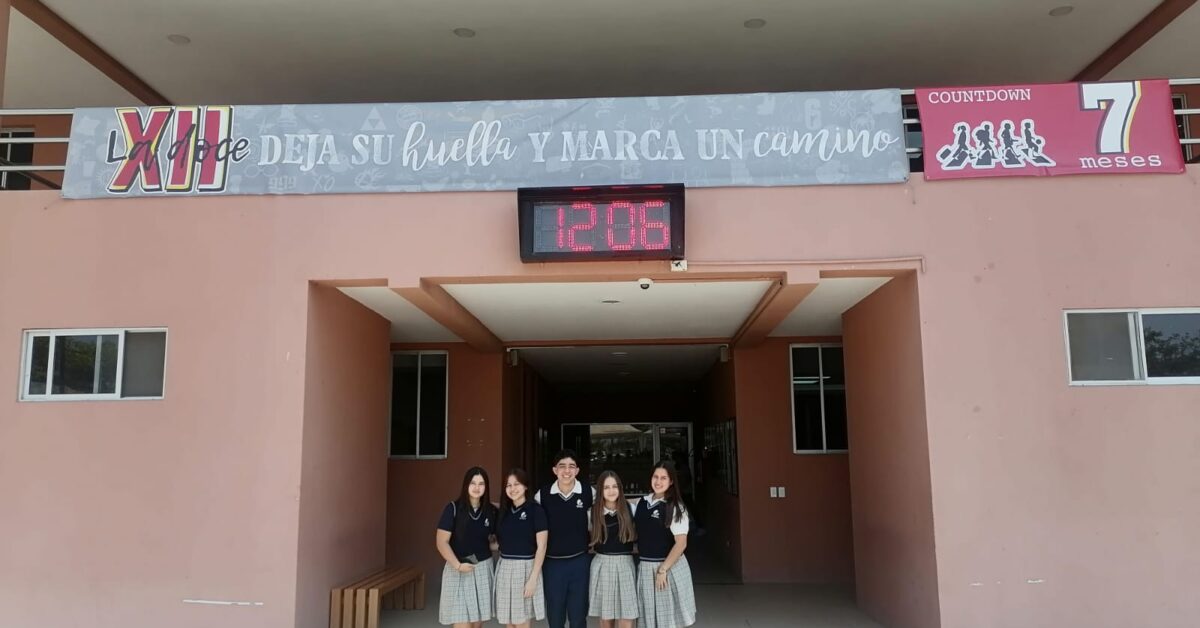 XII
La doce DEJA SU huella Y MARCA UN camino
COUNTDOWN
7
meses
12 06